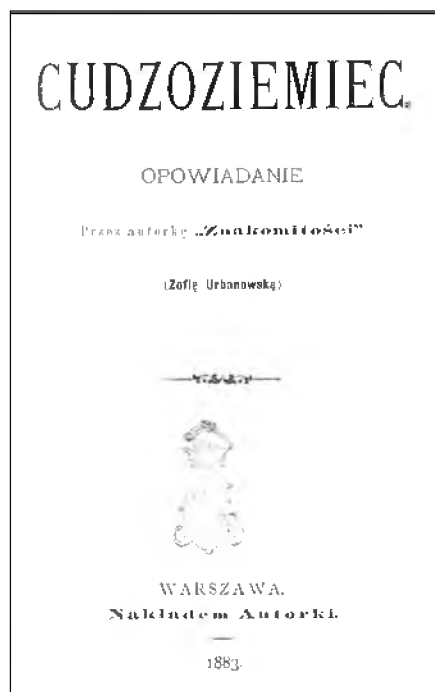 CUDZOZIEMIEC.
OPOWIADANIE
Przez autorkę „Znakomitości”
(Zofię Urbanowską)
WARSZAWA.
Nakładem Autorki.
1883.